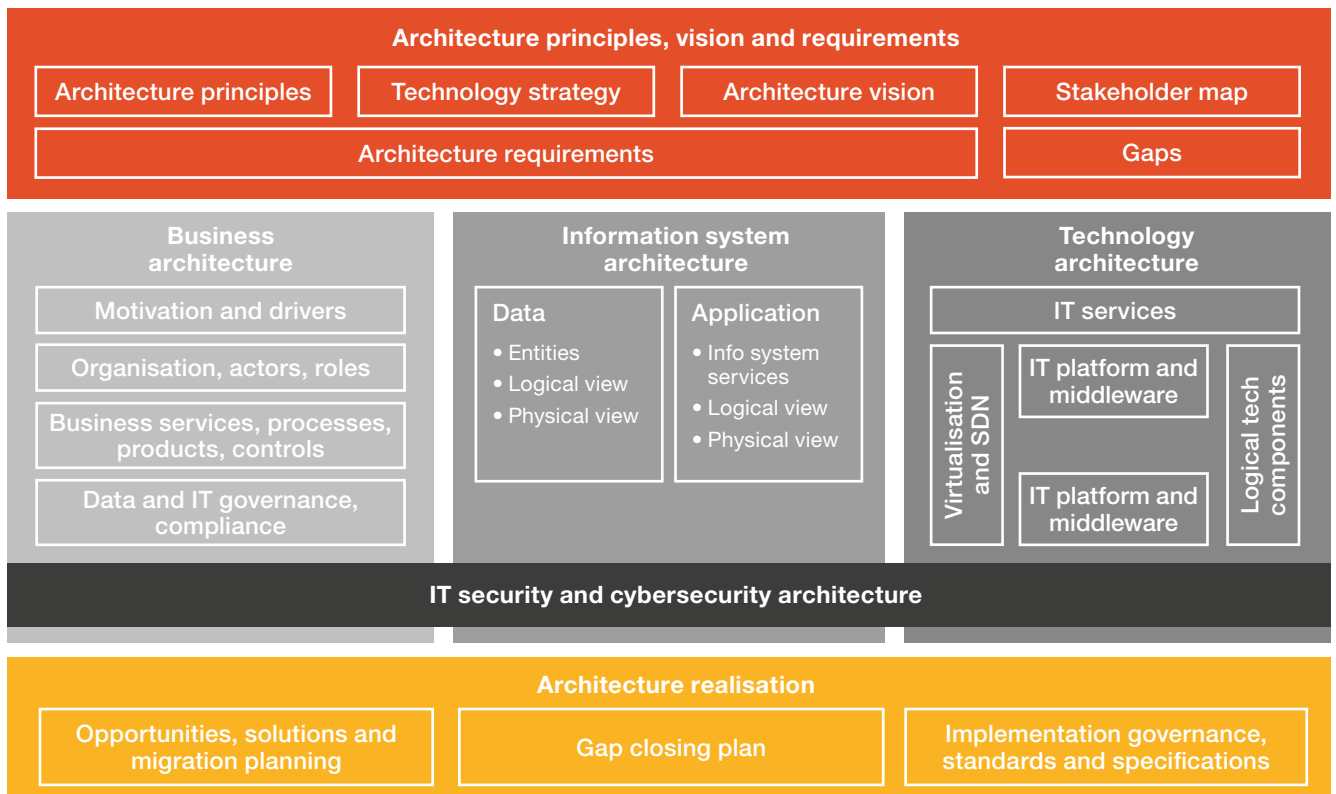 Architecture principles, vision and requirements
Architecture principles
Technology strategy
Architecture vision
Stakeholder map
Architecture requirements
Gaps
Business
architecture
Motivation and drivers
Organisation, actors, roles
Business services, processes,
products, controls
Data and IT governance,
compliance
Information system
architecture
Data
• Entities
• Logical view
• Physical view
Application
• Info system
services
• Logical view
• Physical view
Technology
architecture
IT services
Virtualisation
and SDN
IT platform and
middleware
IT platform and
middleware
Logical tech
components
IT security and cybersecurity architecture
Architecture realisation
Opportunities, solutions and
migration planning
Gap closing plan
Implementation governance,
standards and specifications